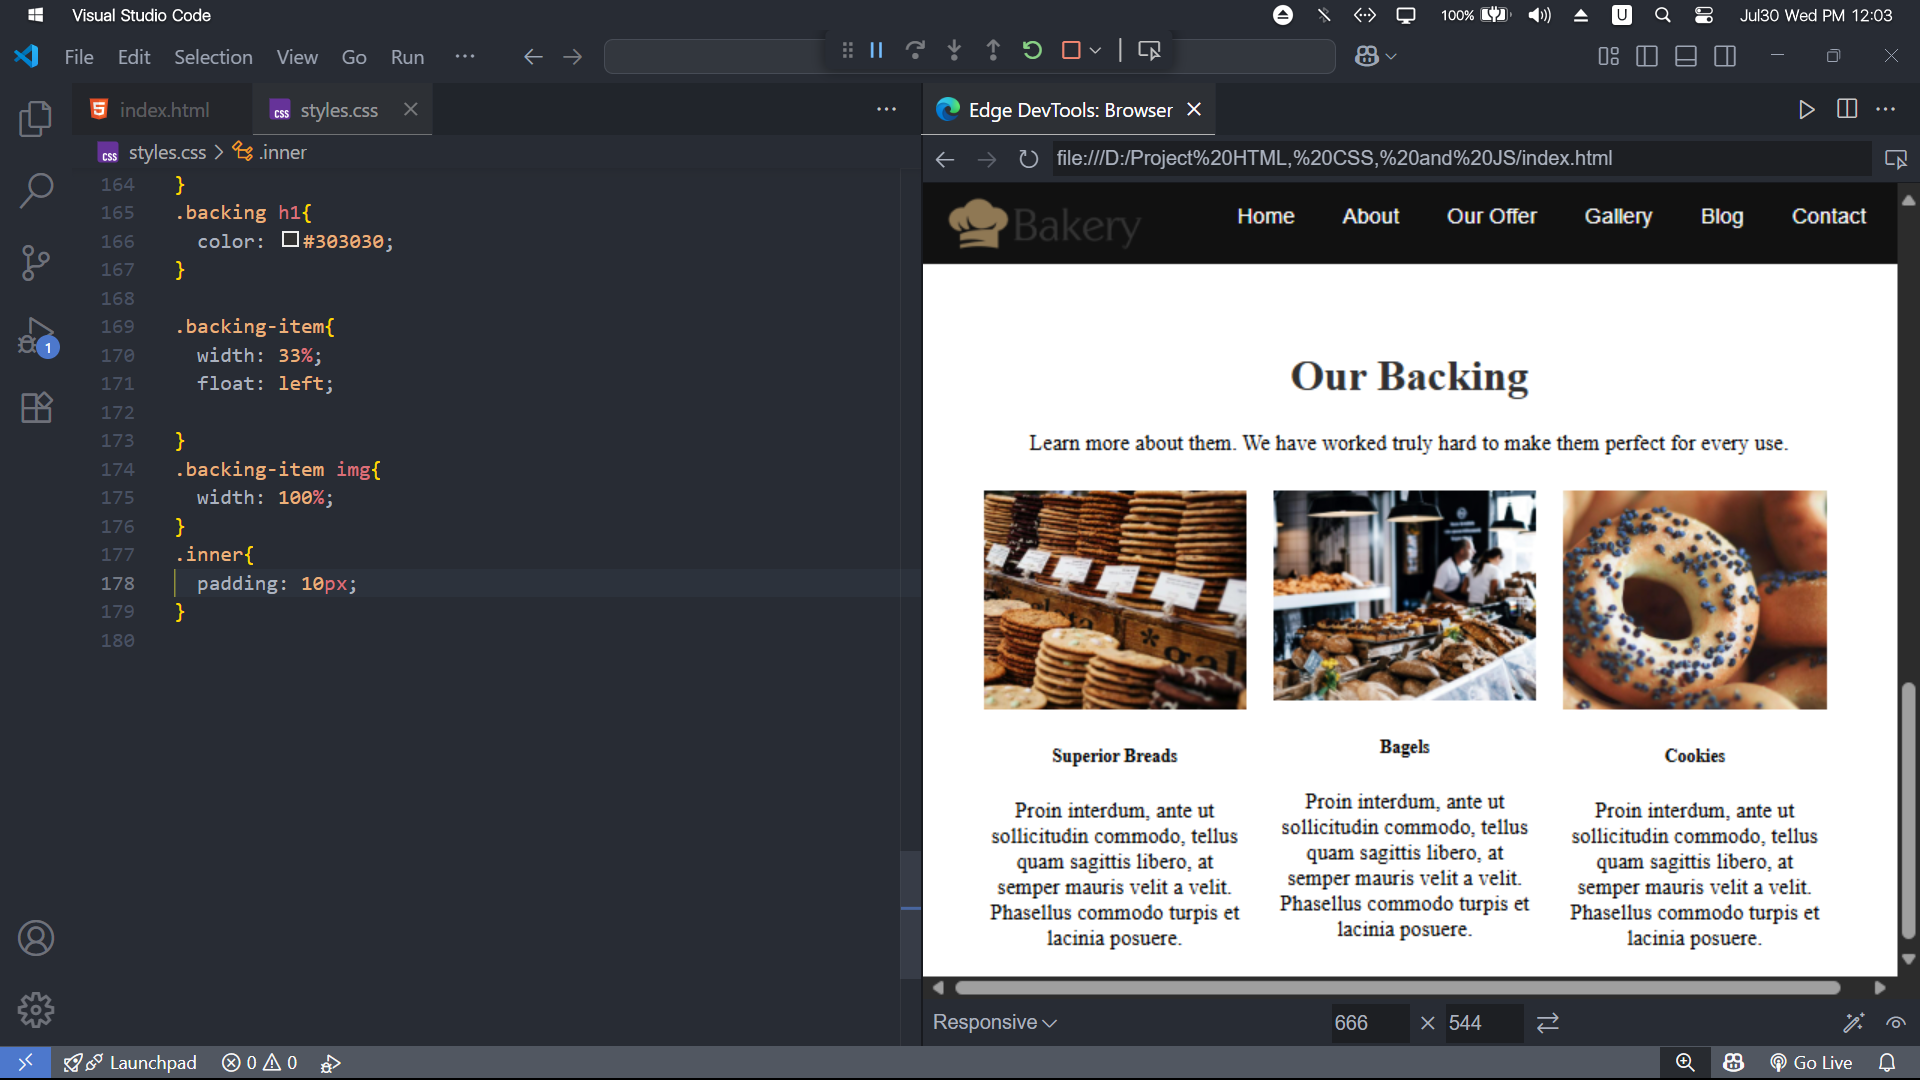 Visual Studio Code
100%
U
Jul30 Wed PM 12:03
File Edit Selection View Go Run ···
index.html
styles.css
Edge DevTools: Browser
styles.css > .inner
file:///D:/Project%20HTML,%20CSS,%20and%20JS/index.html
164 }
165 .backing h1{
166 color: #303030;
167 }
168
169 .backing-item{
170 width: 33%;
171 float: left;
172
173 }
174 .backing-item img{
175 width: 100%;
176 }
177 .inner{
178 padding: 10px;
179 }
180
1
Bakery
Home About Our Offer Gallery Blog Contact
Our Backing
Learn more about them. We have worked truly hard to make them perfect for every use.
Superior Breads
Proin interdum, ante ut
sollicitudin commodo, tellus
quam sagittis libero, at
semper mauris velit a velit.
Phasellus commodo turpis et
lacinia posuere.
Bagels
Proin interdum, ante ut
sollicitudin commodo, tellus
quam sagittis libero, at
semper mauris velit a velit.
Phasellus commodo turpis et
lacinia posuere.
Cookies
Proin interdum, ante ut
sollicitudin commodo, tellus
quam sagittis libero, at
semper mauris velit a velit.
Phasellus commodo turpis et
lacinia posuere.
Responsive
666 × 544
Launchpad
0 0
Go Live